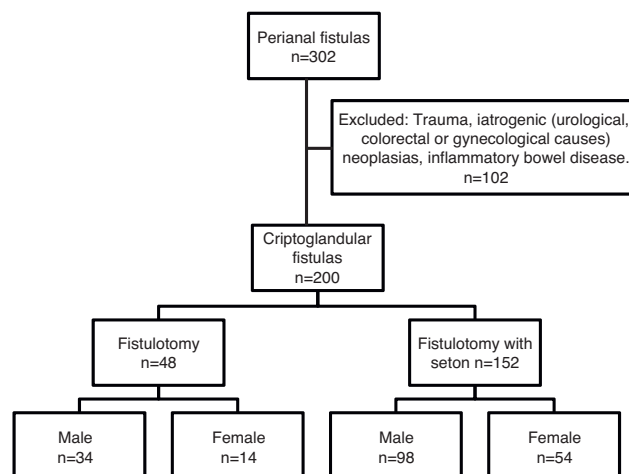 Perianal fistulas
n=302
Excluded: Trauma, iatrogenic (urological,
colorectal or gynecological causes)
neoplasias, inflammatory bowel disease.
n=102
Criptoglandular
fistulas
n=200
Fistulotomy
n=48
Fistulotomy with
seton n=152
Male
n=34
Female
n=14
Male
n=98
Female
n=54